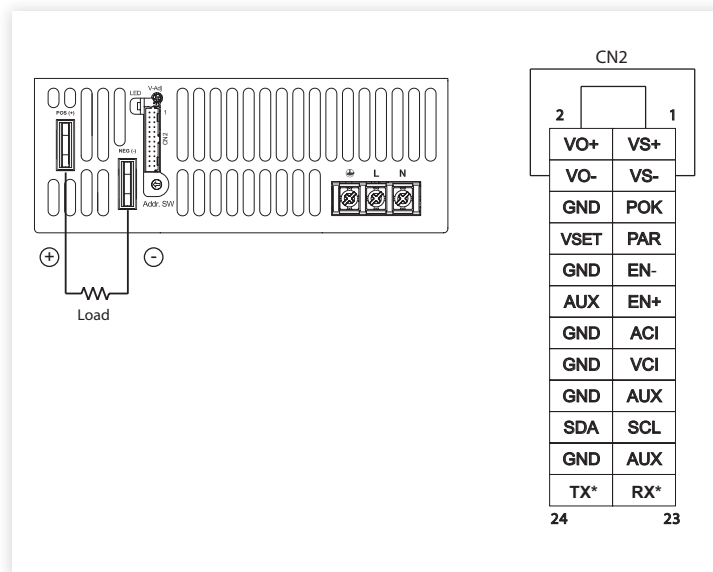 CN2
2 1
VO+ VS+
VO- VS-
GND POK
VSET PAR
GND EN-
AUX EN+
GND ACI
GND VCI
GND AUX
SDA SCL
GND AUX
TX* RX*
24 23
LED V-Adj
1
CN2
POS (+)
NEG (-)
Addr. SW
L N
+ -
Load